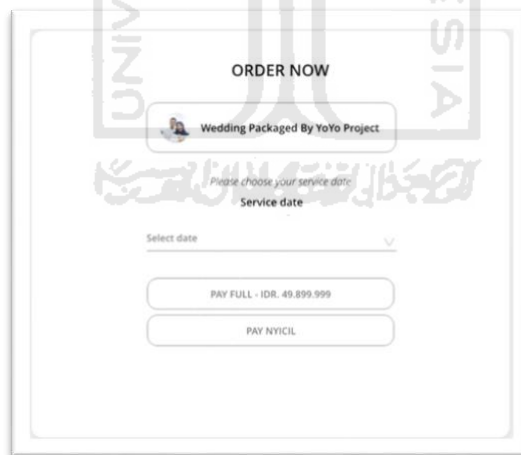 ORDER NOW
Wedding Packaged By YoYo Project
Please choose your service date
Service date
Select date
PAY FULL - IDR. 49.899.999
PAY NYICIL